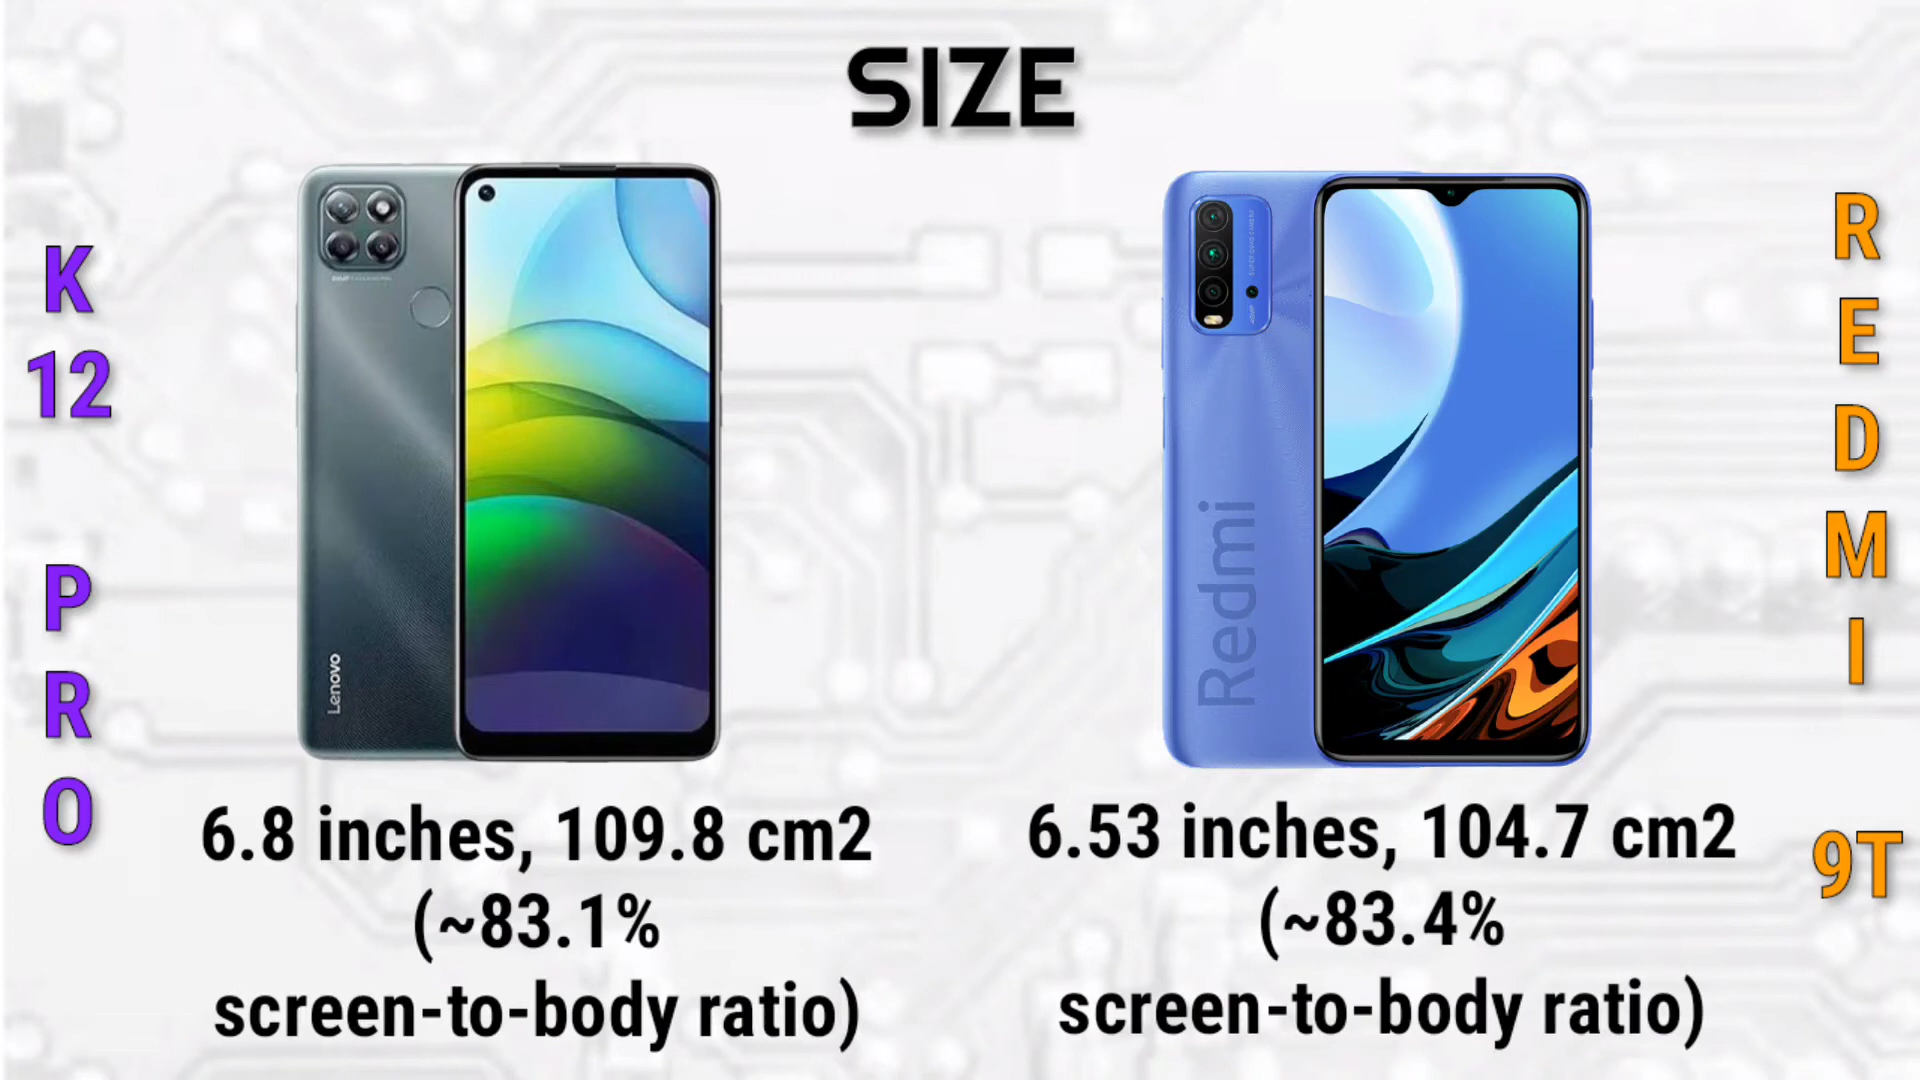 SIZE
K
12
P
R
O
Lenovo
Redmi
R
E
D
M
I
9T
6.8 inches, 109.8 cm2
(~83.1%
screen-to-body ratio)
6.53 inches, 104.7 cm2
(~83.4%
screen-to-body ratio)